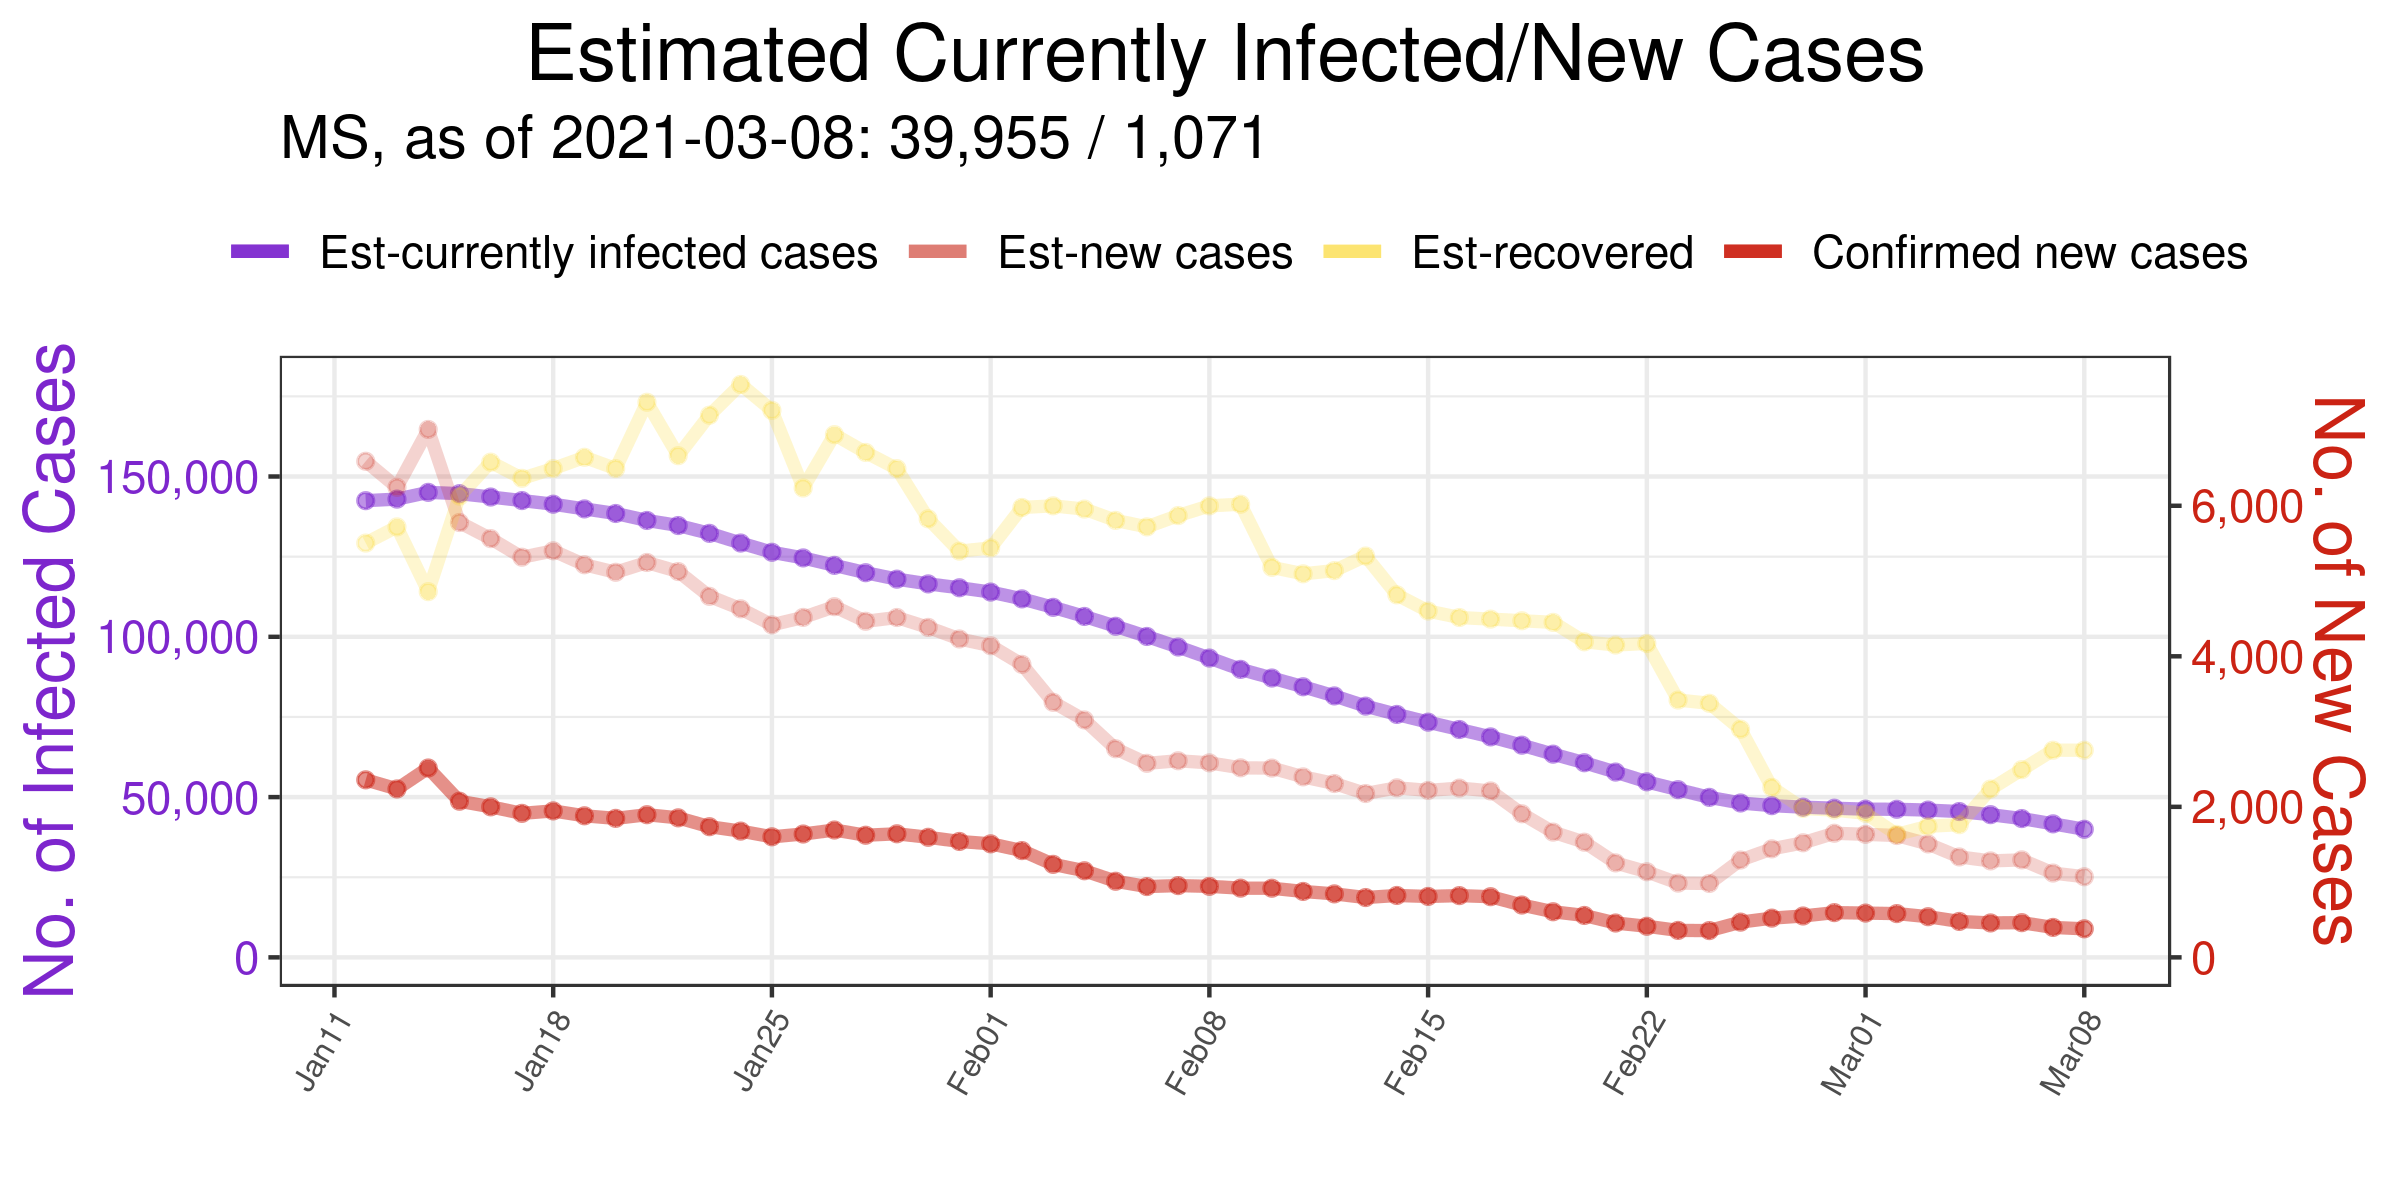 Estimated Currently Infected/New Cases
MS, as of 2021-03-08: 39,955 / 1,071
Est-currently infected cases
Est-new cases
Est-recovered
Confirmed new cases
No. of Infected Cases
150,000
100,000
50,000
0
No. of New Cases
6,000
4,000
2,000
0
Jan11
Jan18
Jan25
Feb01
Feb08
Feb15
Feb22
Mar01
Mar08